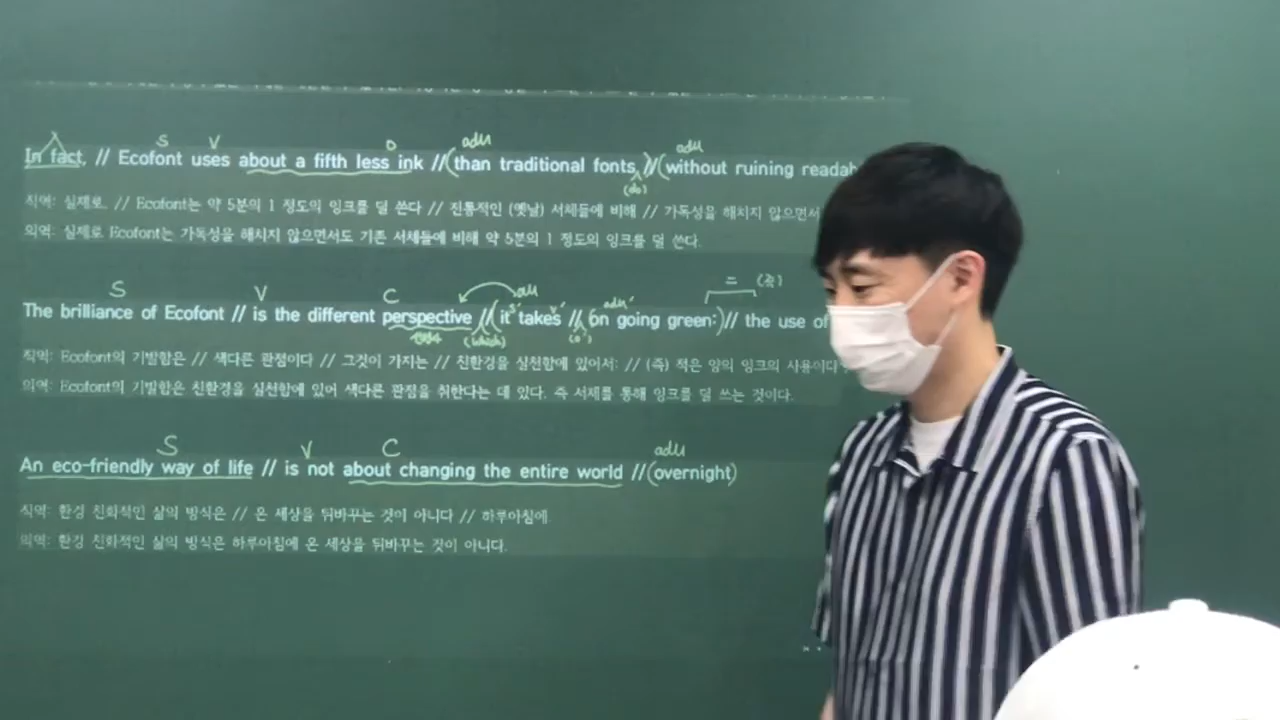 S V O adv adv
In fact, // Ecofont uses about a fifth less ink //(than traditional fonts, )//(without ruining readab
(do)
직역: 실제로, // Ecofont는 약 5분의 1 정도의 잉크를 덜 쓴다 // 전통적인 (옛날) 서체들에 비해 // 가독성을 해치지 않으면서
의역: 실제로 Ecofont는 가독성을 해치지 않으면서도 기존 서체들에 비해 약 5분의 1 정도의 잉크를 덜 쓴다.
S V C S' V' adv' = (즉)
The brilliance of Ecofont // is the different perspective //(it takes //(on going green:)// the use of
(which) (o')
직역: Ecofont의 기발함은 // 색다른 관점이다 // 그것이 가지는 // 친환경을 실천함에 있어서: // (즉) 적은 양의 잉크의 사용이다
의역: Ecofont의 기발함은 친환경을 실천함에 있어 색다른 관점을 취한다는 데 있다. 즉 서체를 통해 잉크를 덜 쓰는 것이다.
S V C adv
An eco-friendly way of life // is not about changing the entire world //(overnight)
직역: 환경 친화적인 삶의 방식은 // 온 세상을 뒤바꾸는 것이 아니다 // 하루아침에
의역: 환경 친화적인 삶의 방식은 하루아침에 온 세상을 뒤바꾸는 것이 아니다.